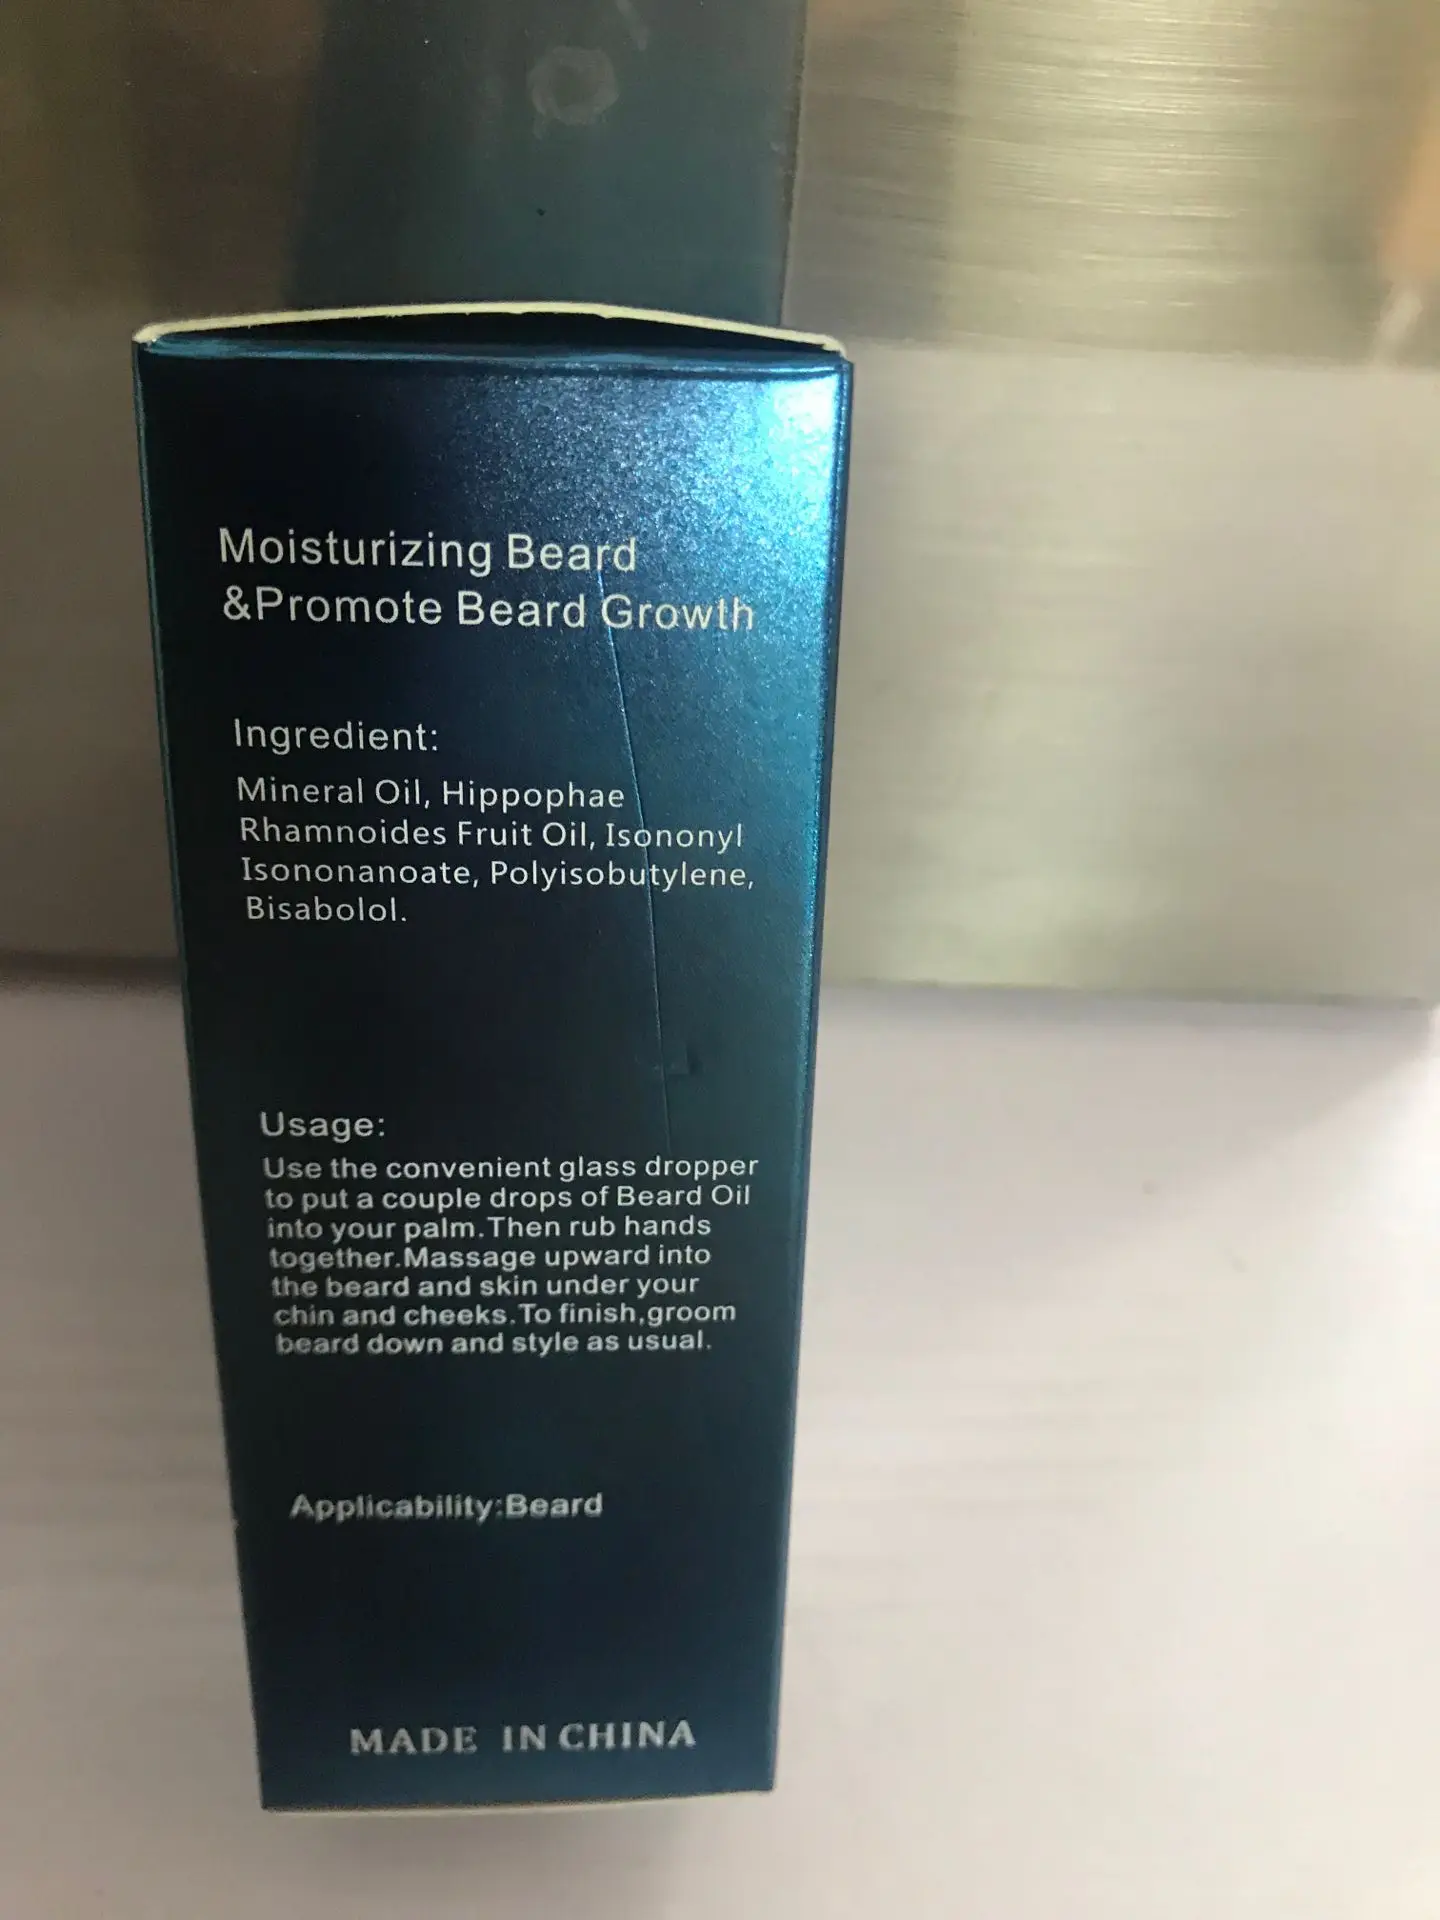 Moisturizing Beard
&Promote Beard Growth
Ingredient:
Mineral Oil, Hippophae
Rhamnoides Fruit Oil, Isononyl
Isononanoate, Polyisobutylene,
Bisabolol.
Usage:
Use the convenient glass dropper
to put a couple drops of Beard Oil
into your palm.Then rub hands
together.Massage upward into
the beard and skin under your
chin and cheeks.To finish,groom
beard down and style as usual.
Applicability:Beard
MADE IN CHINA